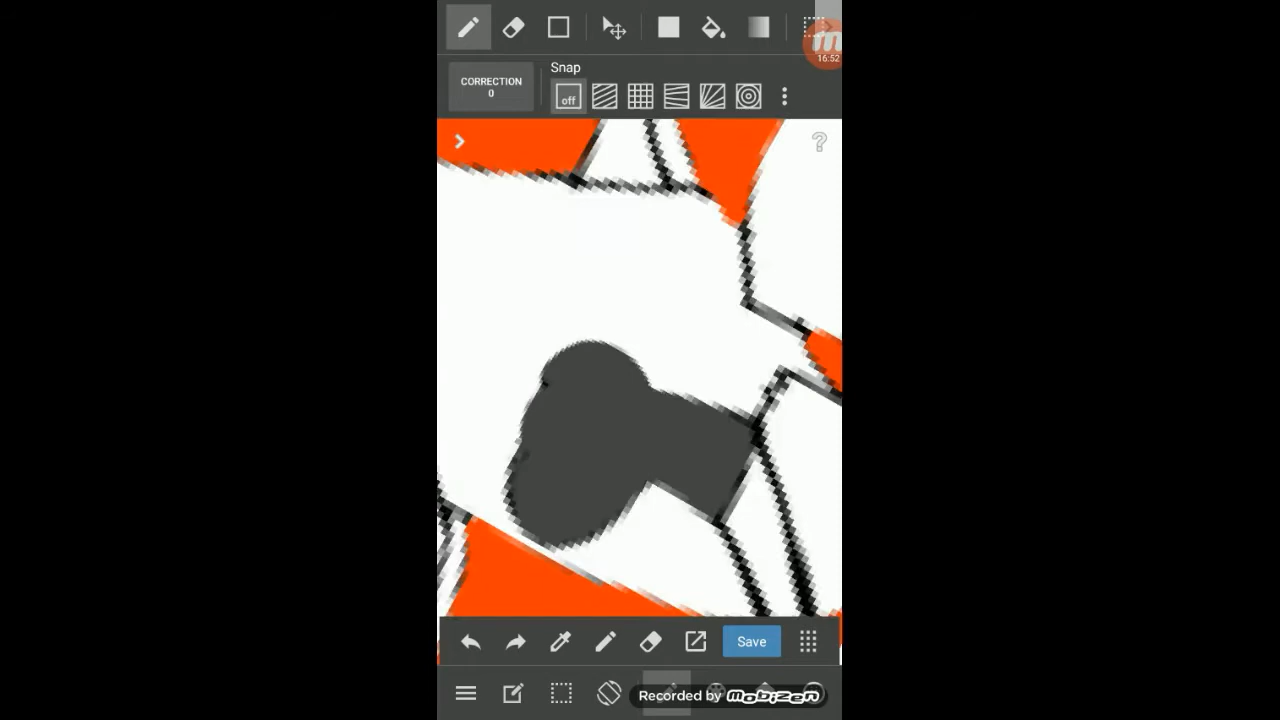 16:52
Snap
CORRECTION
0
off
?
Save
Recorded by mobizen